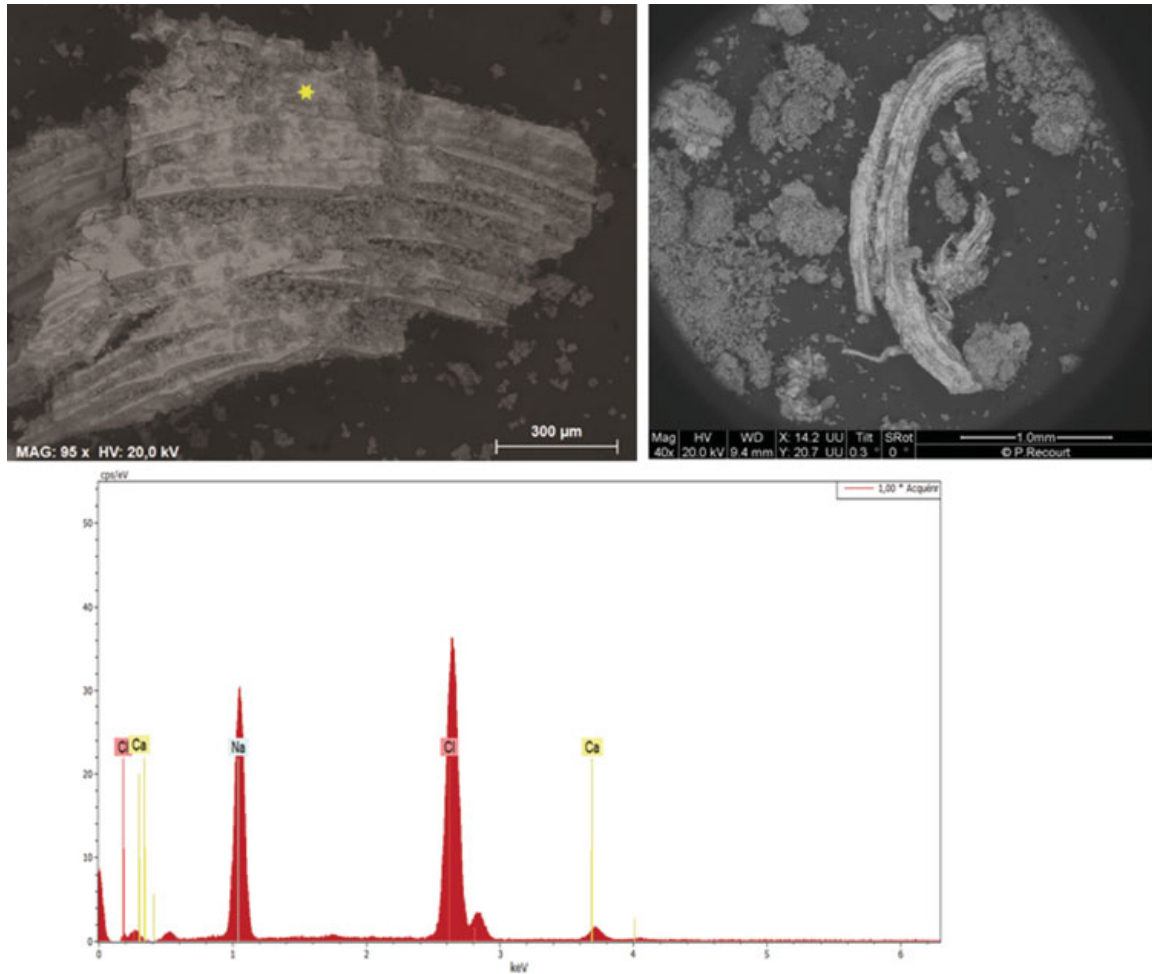 MAG: 95 x HV: 20,0 kV
300 µm
Mag HV WD X: 14.2 UU Tilt SRot
40x 20.0 kV 9.4 mm Y: 20.7 UU 0.3 ° 0 °
1.0mm
© P.Recourt
cps/eV
1,00 * Acquérir
50
40
30
20
10
0
Cl
Ca
Na
Cl
Ca
0
1
2
3
4
5
6
keV